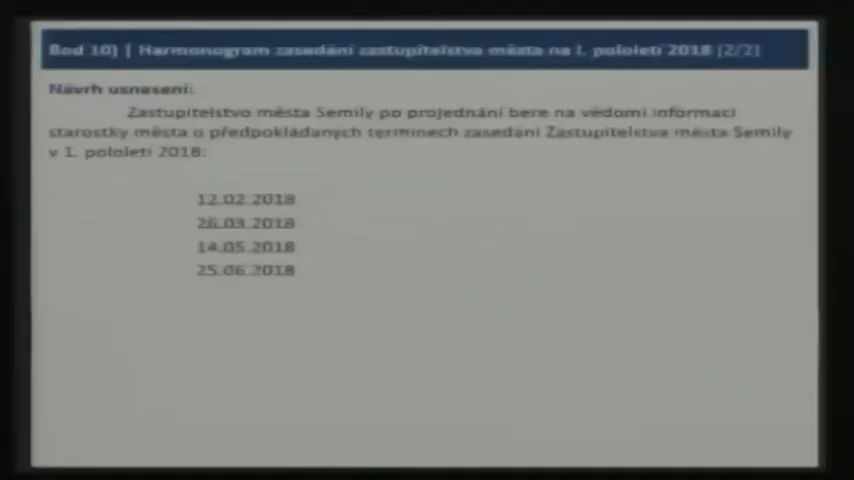 Bod 10) | Harmonogram zasedání zastupitelstva města na I. pololetí 2018 (2/2)
Návrh usnesení:
Zastupitelstvo města Semily po projednání bere na vědomí informaci
starostky města o předpokládaných termínech zasedání Zastupitelstva města Semily
v 1. pololetí 2018:
12.02.2018
26.03.2018
14.05.2018
25.06.2018